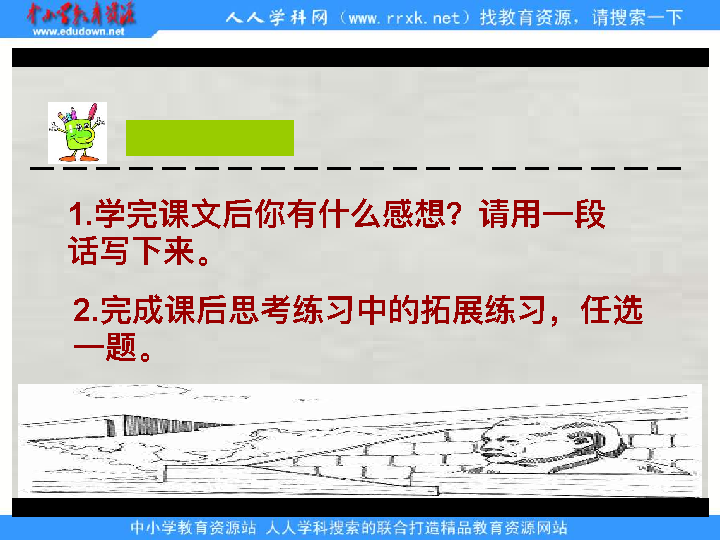 中小学教育资源
www.edudown.net
人人学科网（www.rrxk.net）找教育资源，请搜索一下
1.学完课文后你有什么感想？请用一段
话写下来。
2.完成课后思考练习中的拓展练习，任选
一题。
中小学教育资源站 人人学科搜索的联合打造精品教育资源网站